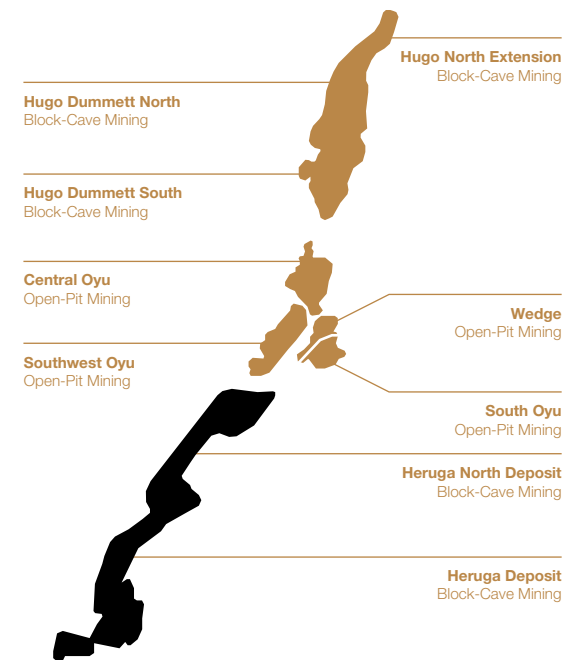 Hugo North Extension
Block-Cave Mining
Hugo Dummett North
Block-Cave Mining
Hugo Dummett South
Block-Cave Mining
Central Oyu
Open-Pit Mining
Wedge
Open-Pit Mining
Southwest Oyu
Open-Pit Mining
South Oyu
Open-Pit Mining
Heruga North Deposit
Block-Cave Mining
Heruga Deposit
Block-Cave Mining